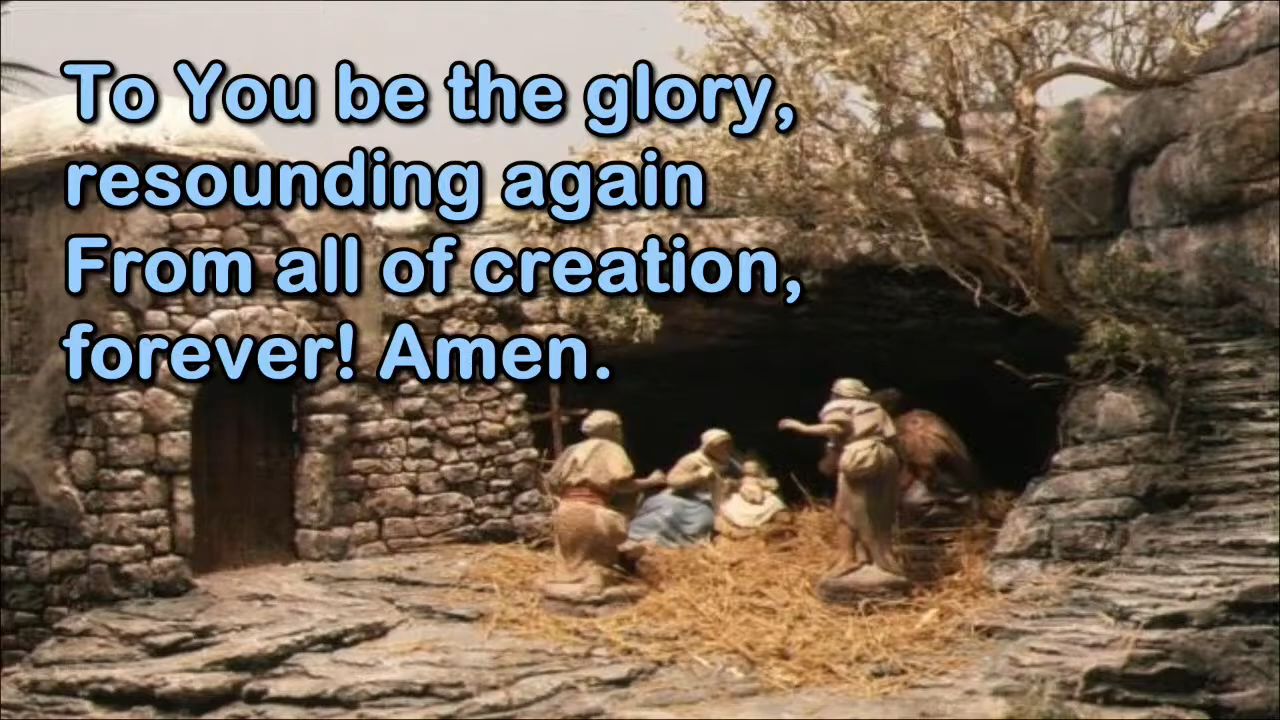 To You be the glory,
resounding again
From all of creation,
forever! Amen.